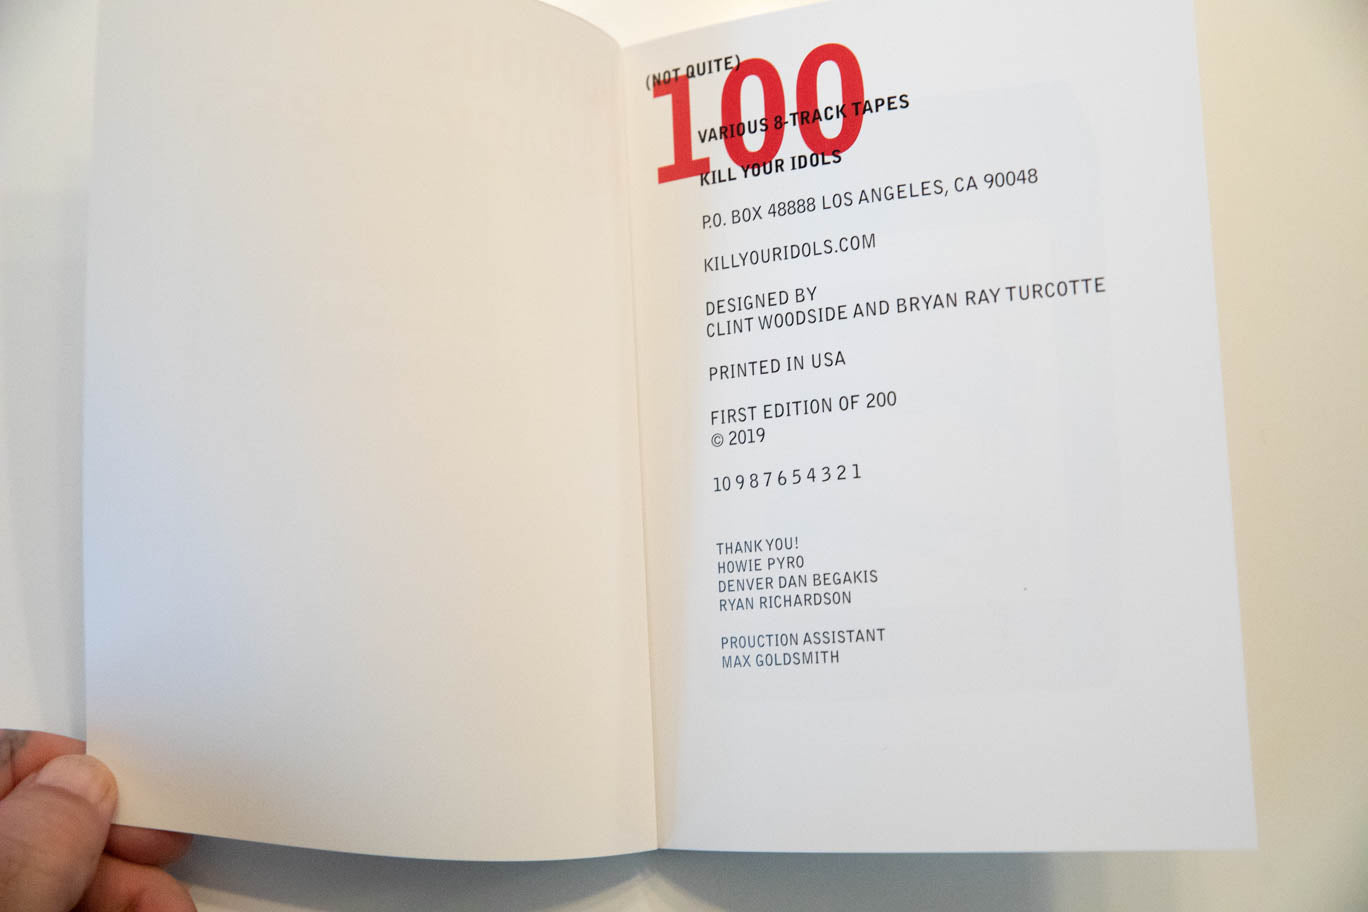 (NOT QUITE)
100
VARIOUS 8-TRACK TAPES
KILL YOUR IDOLS
P.O. BOX 48888 LOS ANGELES, CA 90048
KILLYOURIDOLS.COM
DESIGNED BY
CLINT WOODSIDE AND BRYAN RAY TURCOTTE
PRINTED IN USA
FIRST EDITION OF 200
© 2019
10 9 8 7 6 5 4 3 2 1
THANK YOU!
HOWIE PYRO
DENVER DAN BEGAKIS
RYAN RICHARDSON
PROUCTION ASSISTANT
MAX GOLDSMITH